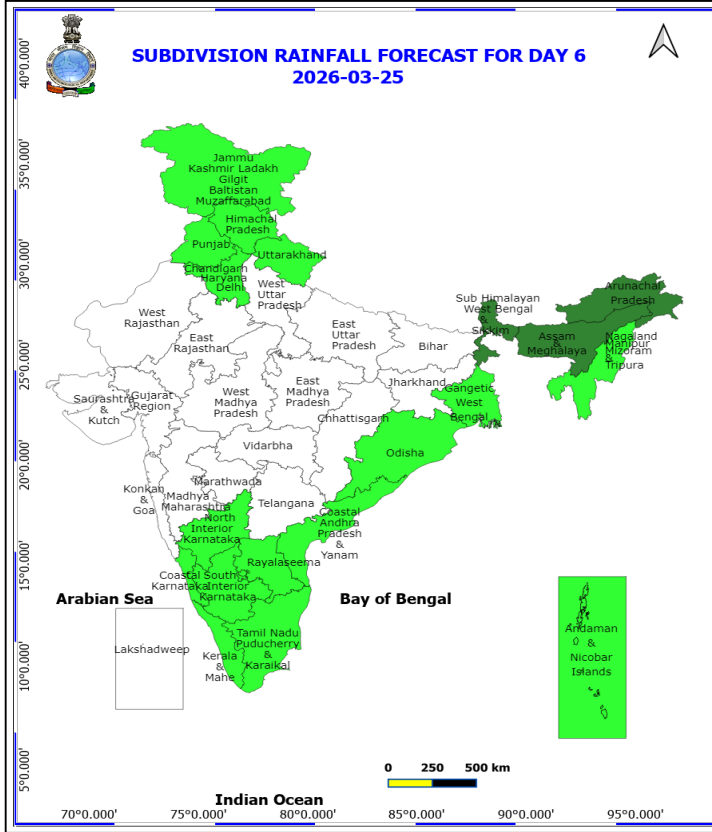 SUBDIVISION RAINFALL FORECAST FOR DAY 6
2026-03-25
40°0.000'
35°0.000'
30°0.000'
25°0.000'
20°0.000'
15°0.000'
10°0.000'
5°0.000'
Jammu
Kashmir Ladakh
Gilgit
Baltistan
Muzaffarabad
Himachal
Pradesh
Punjab
Uttarakhand
Chandigarh
Haryana
Delhi
West
Uttar
Pradesh
West
Rajasthan
East
Rajasthan
East
Uttar
Pradesh
Bihar
Sub Himalayan
West Bengal
&
Sikkim
Arunachal
Pradesh
Assam
&
Meghalaya
Nagaland
Manipur
Mizoram
&
Tripura
Saurashtra
&
Kutch
Gujarat
Region
West
Madhya
Pradesh
East
Madhya
Pradesh
Jharkhand
Gangetic
West
Bengal
Chhattisgarh
Odisha
Vidarbha
Konkan
&
Goa
Madhya
Maharashtra
Marathwada
Telangana
North
Interior
Karnataka
Coastal
Andhra
Pradesh
&
Yanam
Rayalaseema
Coastal
Karnataka
South
Interior
Karnataka
Arabian Sea
Bay of Bengal
Lakshadweep
Kerala
&
Mahe
Tamil Nadu
Puducherry
&
Karaikal
Andaman
&
Nicobar
Islands
0 250 500 km
Indian Ocean
70°0.000' 75°0.000' 80°0.000' 85°0.000' 90°0.000' 95°0.000'